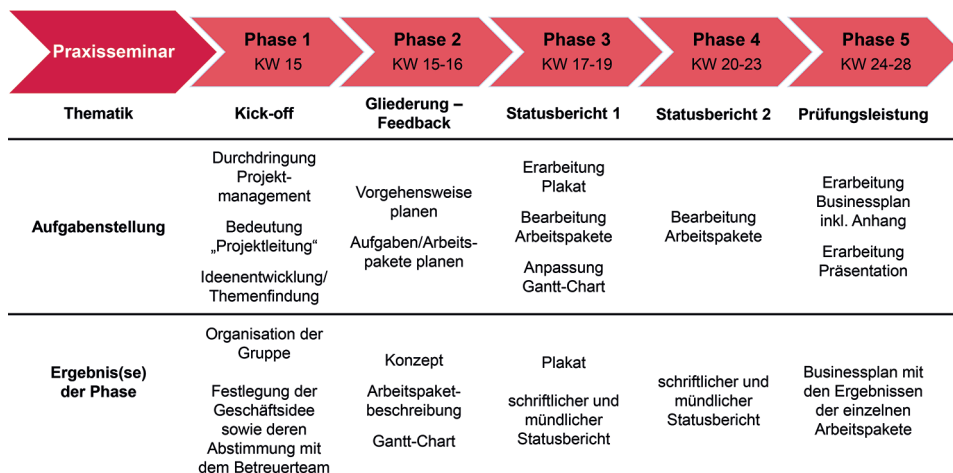 Praxisseminar
Phase 1
KW 15
Phase 2
KW 15-16
Phase 3
KW 17-19
Phase 4
KW 20-23
Phase 5
KW 24-28
Thematik
Kick-off
Gliederung –
Feedback
Statusbericht 1
Statusbericht 2
Prüfungsleistung
Aufgabenstellung
Durchdringung
Projekt-
management
Bedeutung
„Projektleitung“
Ideenentwicklung/
Themenfindung
Vorgehensweise
planen
Aufgaben/Arbeits-
pakete planen
Erarbeitung
Plakat
Bearbeitung
Arbeitspakete
Anpassung
Gantt-Chart
Bearbeitung
Arbeitspakete
Erarbeitung
Businessplan
inkl. Anhang
Erarbeitung
Präsentation
Ergebnis(se)
der Phase
Organisation der
Gruppe
Festlegung der
Geschäftsidee
sowie deren
Abstimmung mit
dem Betreuerteam
Konzept
Arbeitspaket-
beschreibung
Gantt-Chart
Plakat
schriftlicher und
mündlicher
Statusbericht
schriftlicher und
mündlicher
Statusbericht
Businessplan mit
den Ergebnissen
der einzelnen
Arbeitspakete